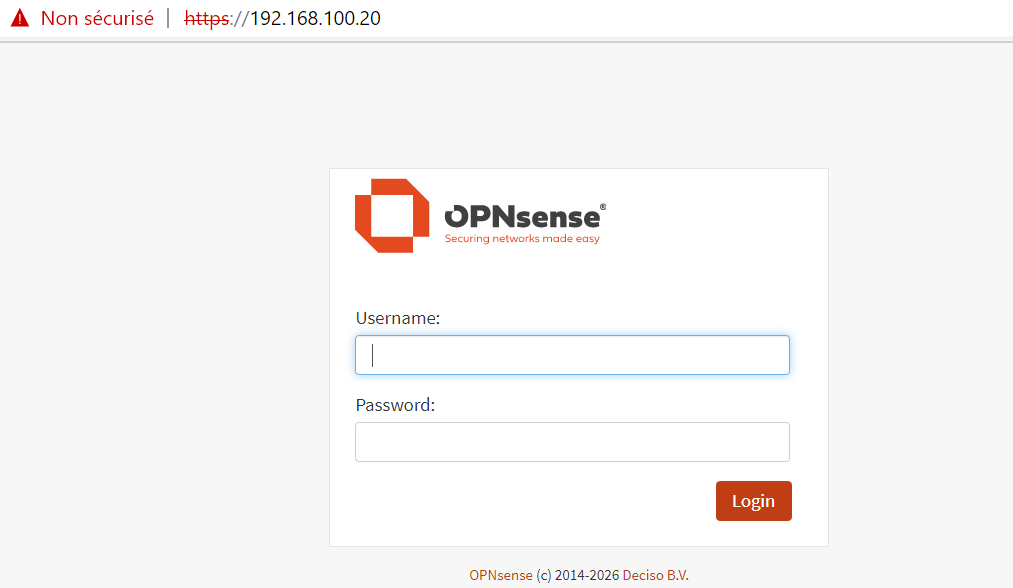 Non sécurisé | https://192.168.100.20
OPNsense®
Securing networks made easy
Username:
Password:
Login
OPNsense (c) 2014-2026 Deciso B.V.